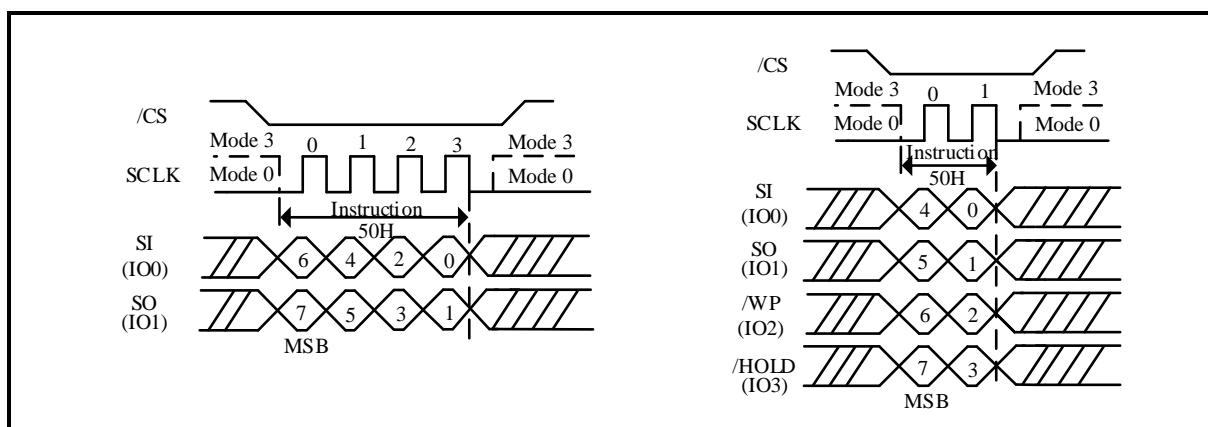 /CS
Mode 3
Mode 0
SCLK
0 1 2 3
Mode 3
Mode 0
Instruction
50H
SI
(IO0)
6 4 2 0
SO
(IO1)
7 5 3 1
MSB
/CS
Mode 3
Mode 0
SCLK
0 1
Mode 3
Mode 0
Instruction
50H
SI
(IO0)
4 0
SO
(IO1)
5 1
/WP
(IO2)
6 2
/HOLD
(IO3)
7 3
MSB